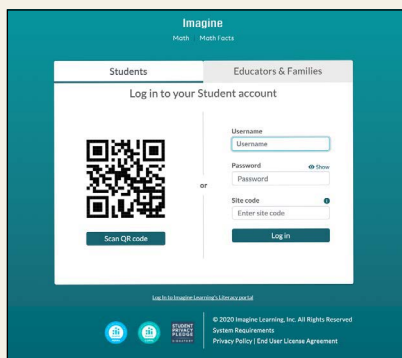 Imagine
Math Math Facts
Students
Educators & Families
Log in to your Student account
Username
Username
Password
Show
Password
or
Site code
Enter site code
Scan QR code
Log in
Log In to Imagine Learning's Literacy portal
STUDENT
PRIVACY
PLEDGE
© 2020 Imagine Learning, Inc. All Rights Reserved
System Requirements
Privacy Policy | End User License Agreement